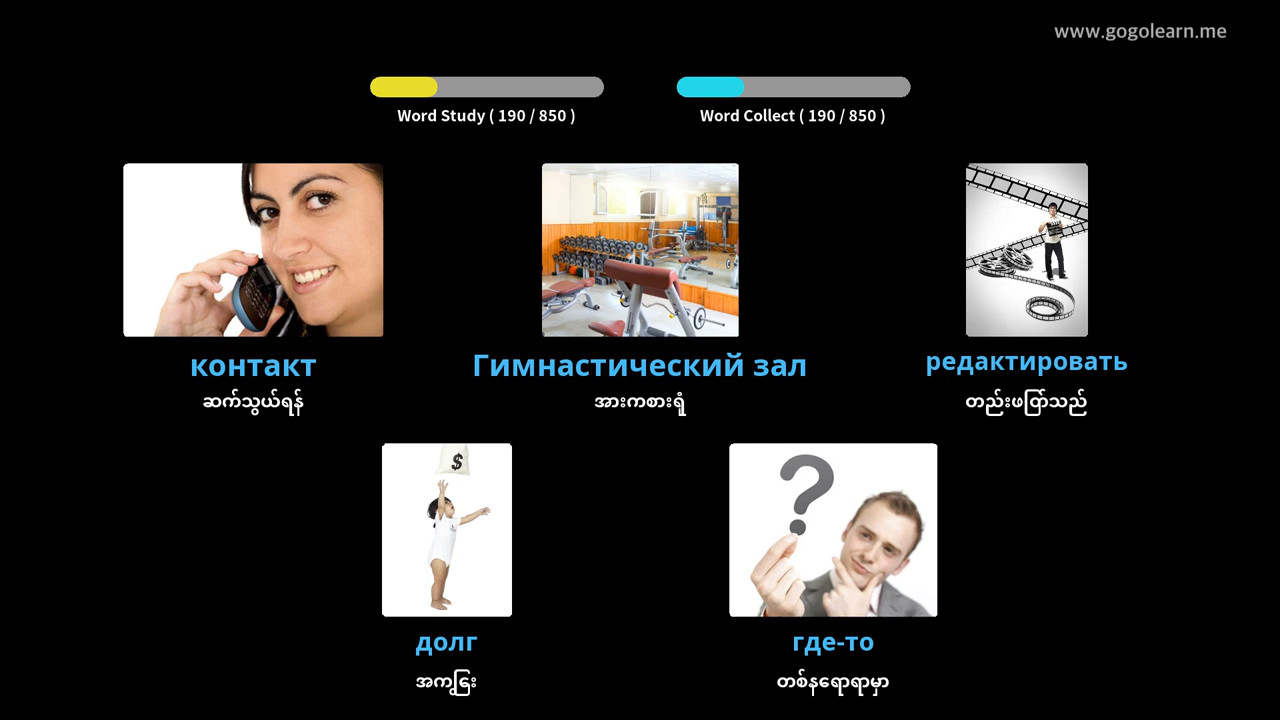 www.gogolearn.me
Word Study ( 190 / 850 )
Word Collect ( 190 / 850 )
контакт
Гимнастический зал
редактировать
ဆက်သွယ်ရန်
အားကစားရုံ
တည်းဖြတ်သည်
$
?
долг
где-то
အကြွေး
တစ်နေရာရာမှာ